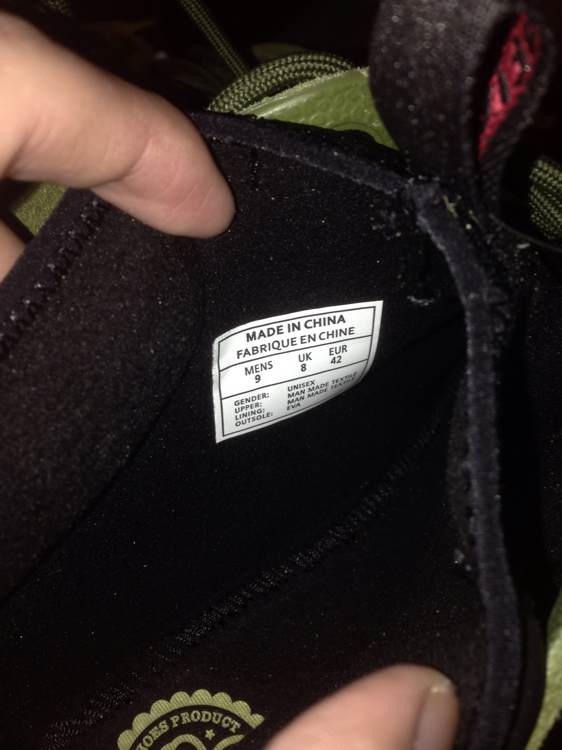 MADE IN CHINA
FABRIQUE EN CHINE
MENS UK EUR
9 8 42
GENDER: UNISEX
UPPER: MAN MADE TEXTILE
LINING: MAN MADE TEXTILE
OUTSOLE: EVA
SHOES PRODUCT